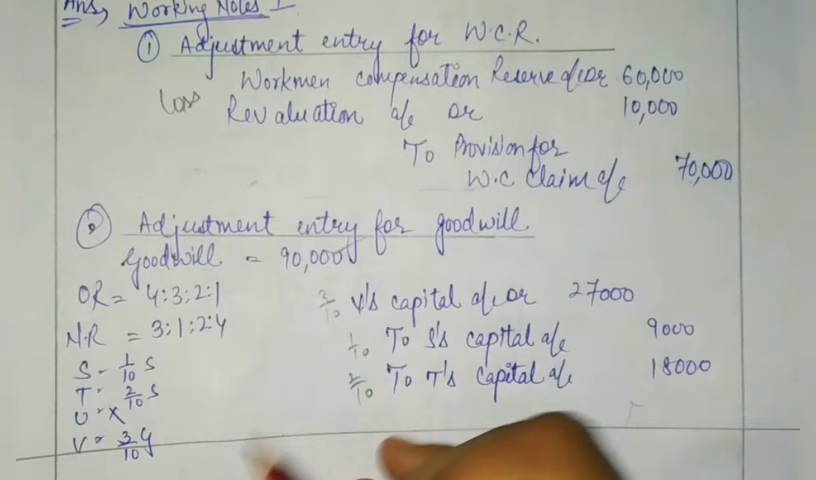 Ans, Working Notes :-
① Adjustment entry for W.C.R.
Workmen Compensation Reserve a/c Dr 60,000
Loss Revaluation a/c Dr 10,000
To Provision for
W.C Claim a/c 70,000
② Adjustment entry for goodwill
Goodwill = 90,000
OR = 4:3:2:1
N.R = 3:1:2:4
S = 1/10 S
T = 2/10 S
U = X
V = 3/10 G
3/10 V's capital a/c Dr 27000
1/10 To S's capital a/c 9000
2/10 To T's Capital a/c 18000